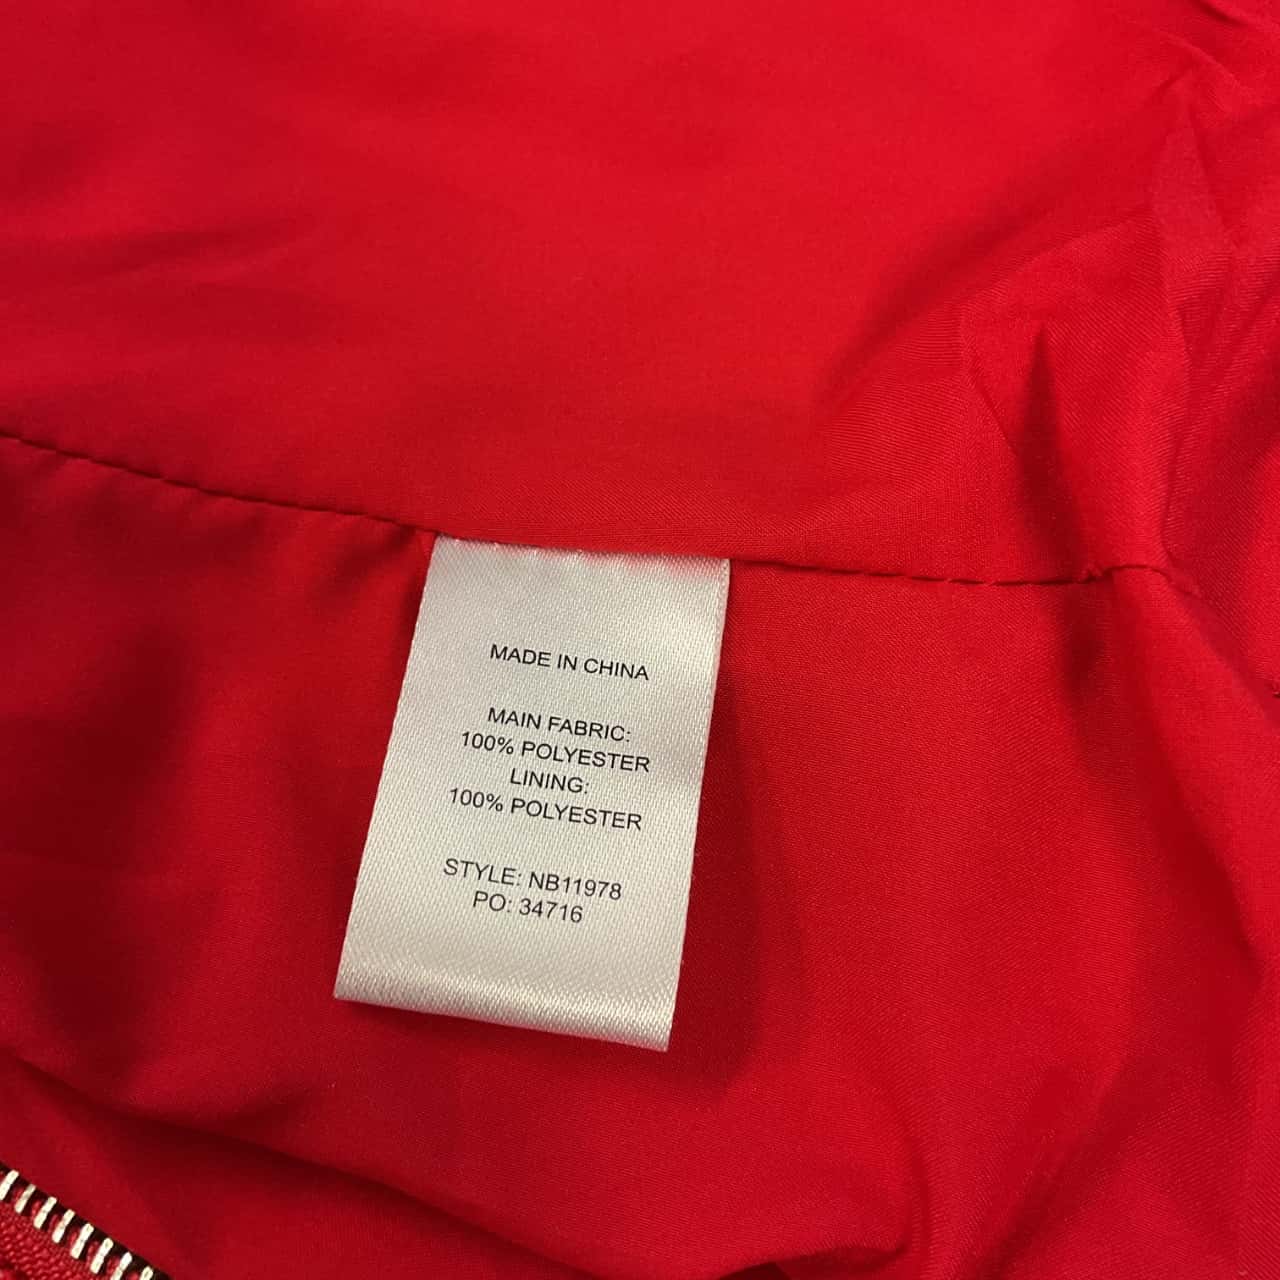 MADE IN CHINA
MAIN FABRIC:
100% POLYESTER
LINING:
100% POLYESTER
STYLE: NB11978
PO: 34716